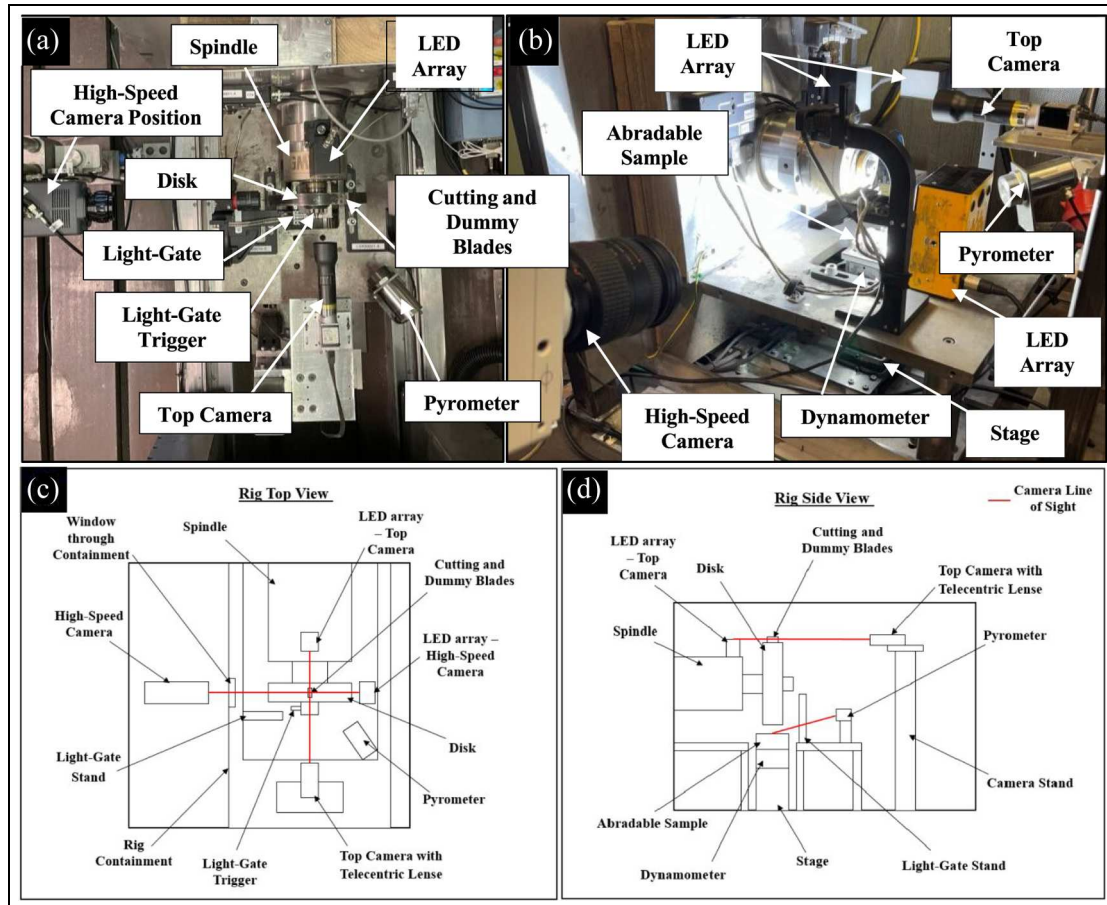 (a)
Spindle
LED
Array
High-Speed
Camera Position
Disk
Cutting and
Dummy
Blades
Light-Gate
Light-Gate
Trigger
Top Camera
Pyrometer
(b)
LED
Array
Top
Camera
Abradable
Sample
Pyrometer
LED
Array
High-Speed
Camera
Dynamometer
Stage
(c)
Rig Top View
Window
through
Containment
Spindle
LED array
– Top
Camera
Cutting and
Dummy Blades
High-Speed
Camera
LED array –
High-Speed
Camera
Light-Gate
Stand
Disk
Pyrometer
Rig
Containment
Light-Gate
Trigger
Top Camera with
Telecentric Lense
(d)
Rig Side View
Camera Line
of Sight
LED array
– Top
Camera
Disk
Cutting and
Dummy Blades
Top Camera with
Telecentric Lense
Spindle
Pyrometer
Camera Stand
Abradable Sample
Dynamometer
Stage
Light-Gate Stand